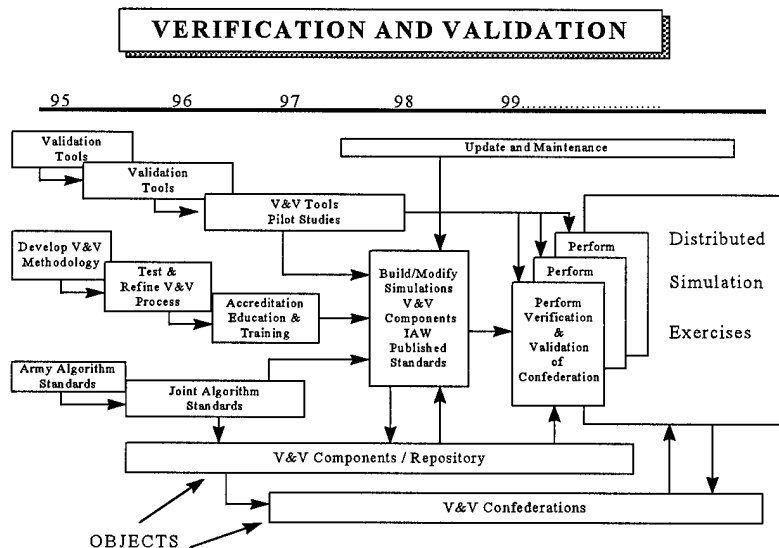 VERIFICATION AND VALIDATION
95 96 97 98 99......................
Validation
Tools
Validation
Tools
V&V Tools
Pilot Studies
Update and Maintenance
Develop V&V
Methodology
Test &
Refine V&V
Process
Accreditation
Education &
Training
Build/Modify
Simulations
V&V
Components
IAW
Published
Standards
Perform
Perform
Perform
Verification
&
Validation
of
Confederation
Distributed
Simulation
Exercises
Army Algorithm
Standards
Joint Algorithm
Standards
V&V Components / Repository
V&V Confederations
OBJECTS